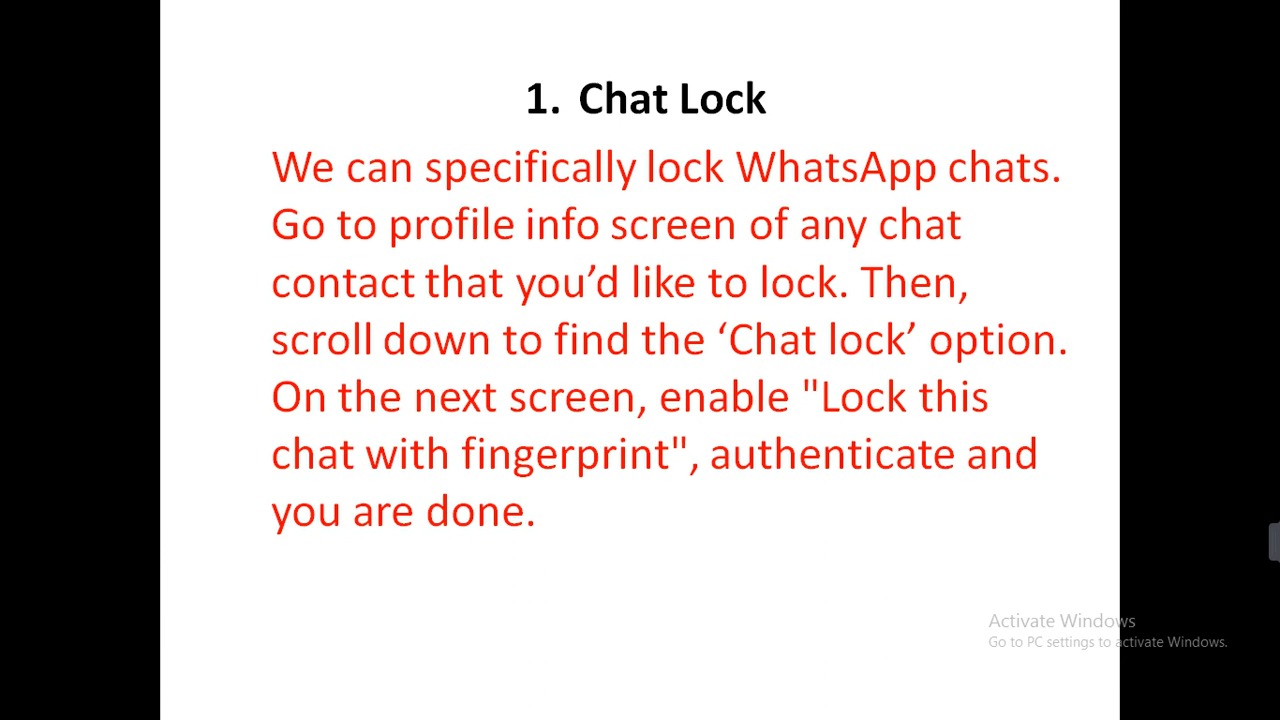 1. Chat Lock
We can specifically lock WhatsApp chats.
Go to profile info screen of any chat
contact that you’d like to lock. Then,
scroll down to find the ‘Chat lock’ option.
On the next screen, enable "Lock this
chat with fingerprint", authenticate and
you are done.
Activate Windows
Go to PC settings to activate Windows.